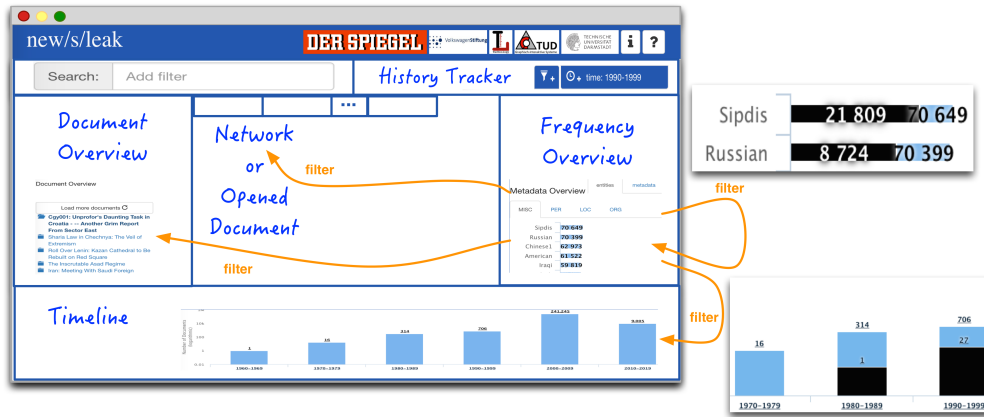 new/s/leak
DER SPIEGEL
VolkswagenStiftung
L
TUD
TECHNISCHE
UNIVERSITÄT
DARMSTADT
i
?
Search:
Add filter
History Tracker
+
+ time: 1990-1999
Document
Overview
Document Overview
Load more documents
Cgy001: Unprofor's Daunting Task in
Croatia - -- Another Grim Report
From Sector East
Sharia Law in Chechnya: The Veil of
Extremism
Roll Over Lenin: Kazan Cathedral to Be
Rebuilt on Red Square
The Inscrutable Asad Regime
Iran: Meeting With Saudi Foreign
...
Network
or
Opened
Document
filter
filter
Frequency
Overview
Metadata Overview
entities
metadata
MISC
PER
LOC
ORG
Sipdis 70 649
Russian 70 399
Chinese1 62 973
American 61 522
Iraqi 59 819
filter
filter
Sipdis 21 809 70 649
Russian 8 724 70 399
Timeline
Number of Documents
1
16
314
706
241,245
9,885
1
0.01
1960-1969
1970-1979
1980-1989
1990-1999
2000-2009
2010-2019
16
314
706
1
22
1970-1979
1980-1989
1990-1999